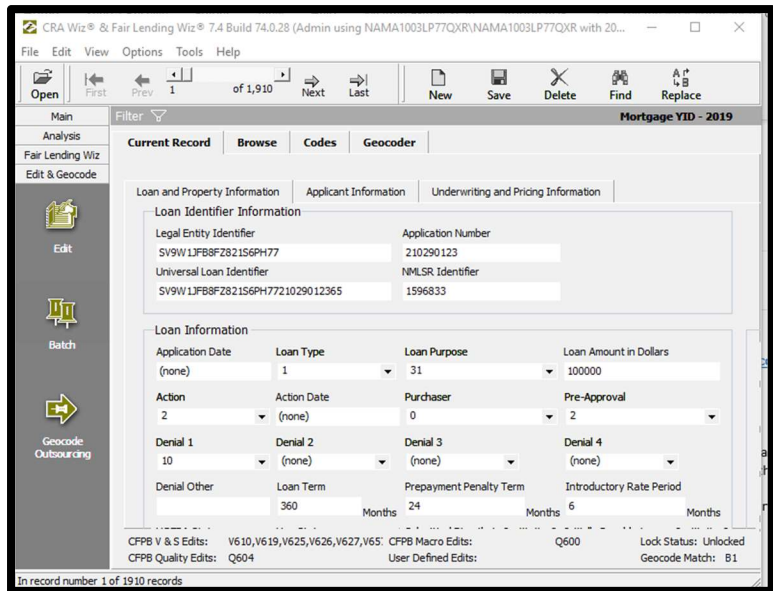 CRA Wiz® & Fair Lending Wiz® 7.4 Build 74.0.28 (Admin using NAMA1003LP77QXR\NAMA1003LP77QXR with 20...
File Edit View Options Tools Help
Open First Prev 1 of 1,910 Next Last New Save Delete Find Replace
Main Filter Mortgage YID - 2019
Analysis
Fair Lending Wiz
Edit & Geocode
Current Record Browse Codes Geocoder
Loan and Property Information Applicant Information Underwriting and Pricing Information
Edit
Batch
Geocode
Outsourcing
Loan Identifier Information
Legal Entity Identifier Application Number
SV9W1JFB8FZ821S6PH77 210290123
Universal Loan Identifier NMLSR Identifier
SV9W1JFB8FZ821S6PH7721029012365 1596833
Loan Information
Application Date Loan Type Loan Purpose Loan Amount in Dollars
(none) 1 31 100000
Action Action Date Purchaser Pre-Approval
2 (none) 0 2
Denial 1 Denial 2 Denial 3 Denial 4
10 (none) (none) (none)
Denial Other Loan Term Prepayment Penalty Term Introductory Rate Period
360 Months 24 Months 6 Months
CFPB V & S Edits: V610,V619,V625,V626,V627,V65 CFPB Macro Edits: Q600 Lock Status: Unlocked
CFPB Quality Edits: Q604 User Defined Edits: Geocode Match: B1
In record number 1 of 1910 records